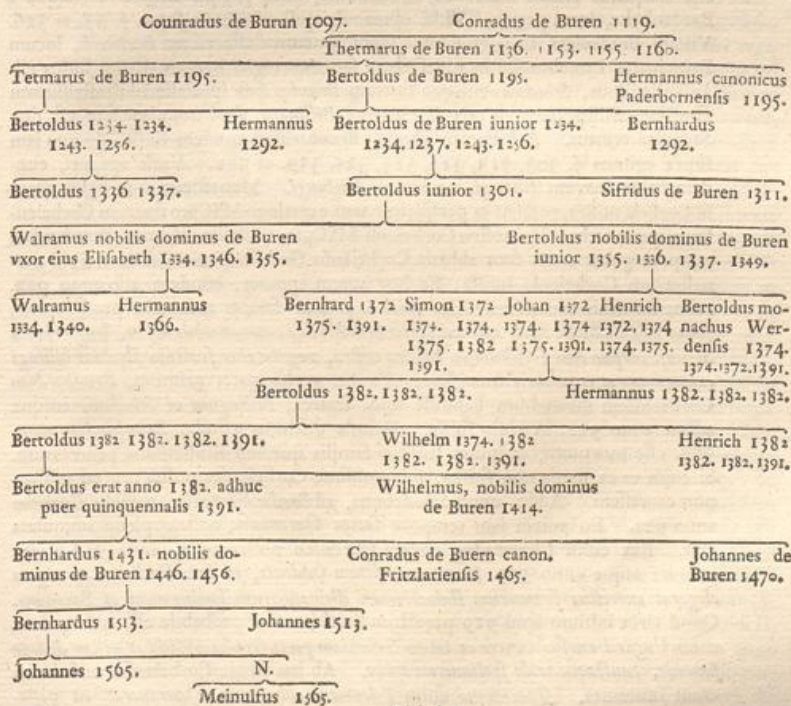 Counradus de Burun 1097. Conradus de Buren 1119.
Thetmarus de Buren 1136. 1153. 1155. 1160.
Tetmarus de Buren 1195. Bertoldus de Buren 1195. Hermannus canonicus
Paderbornensis 1195.
Bertoldus 1234. 1234. Hermannus Bertoldus de Buren iunior 1234. Bernhardus
1243. 1256. 1292. 1234. 1237. 1243. 1256. 1292.
Bertoldus 1336 1337. Bertoldus iunior 1301. Sifridus de Buren 1311.
Walramus nobilis dominus de Buren Bertoldus nobilis dominus de Buren
vxor eius Elisabeth 1334. 1346. 1355. iunior 1355. 1336. 1337. 1349.
Walramus Hermannus Bernhard 1372 Simon 1372 Johan 1372 Henrich Bertoldus mo-
1334. 1340. 1366. 1375. 1391. 1374. 1374. 1374. 1374 1372, 1374 nachus Wer-
1375 1382 1375. 1391. 1374. 1375. densis 1374.
1391. 1374. 1372. 1391.
Bertoldus 1382. 1382. 1382. Hermannus 1382. 1382. 1382.
Bertoldus 1382 1382. 1382. 1391. Wilhelm 1374. 1382 Henrich 1382
1382. 1382. 1391. 1382. 1382. 1391.
Bertoldus erat anno 1382. adhuc Wilhelmus, nobilis dominus
puer quinquennalis 1391. de Buren 1414.
Bernhardus 1431. nobilis do- Conradus de Buern canon. Johannes de
minus de Buren 1446. 1456. Fritzlariensis 1465. Buren 1470.
Bernhardus 1513. Johannes 1513.
Johannes 1565. N.
Meinulfus 1565.